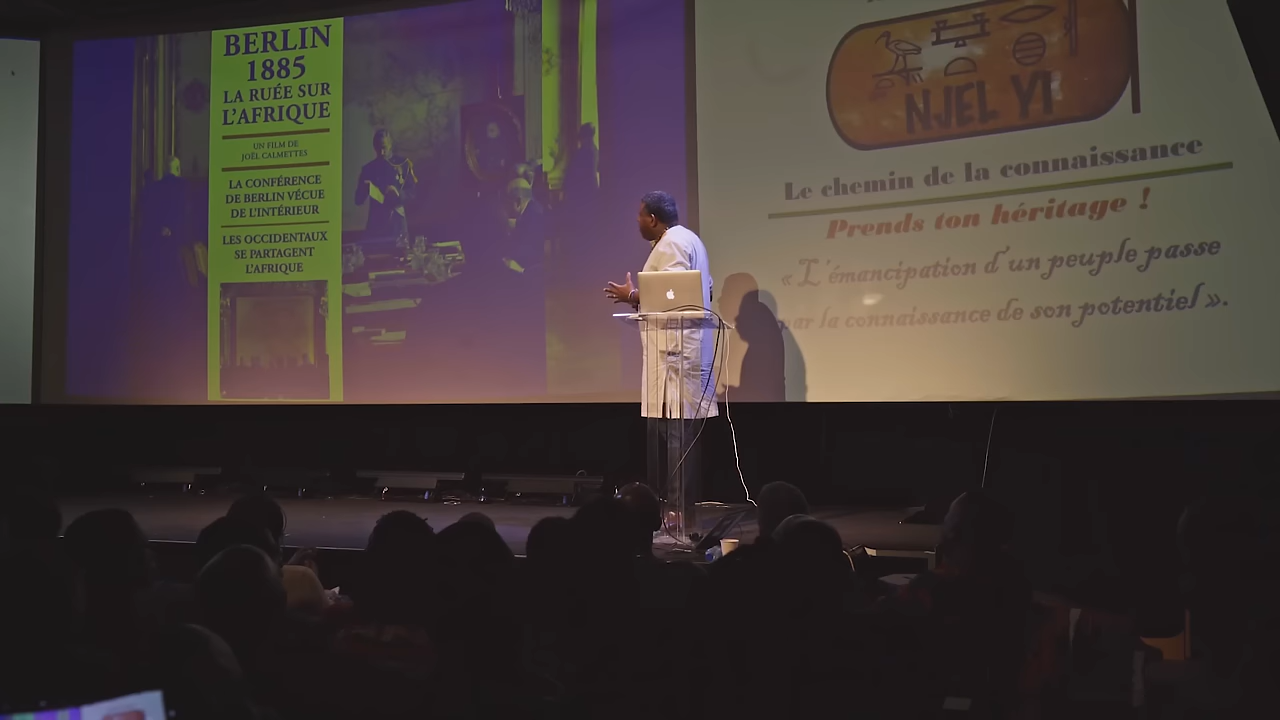 BERLIN
1885
LA RUÉE SUR
L'AFRIQUE
UN FILM DE
JOËL CALMETTES
LA CONFÉRENCE
DE BERLIN VÉCUE
DE L'INTÉRIEUR
LES OCCIDENTAUX
SE PARTAGENT
L'AFRIQUE
NJEL YI
Le chemin de la connaissance
Prends ton héritage !
« L'émancipation d'un peuple passe
par la connaissance de son potentiel ».